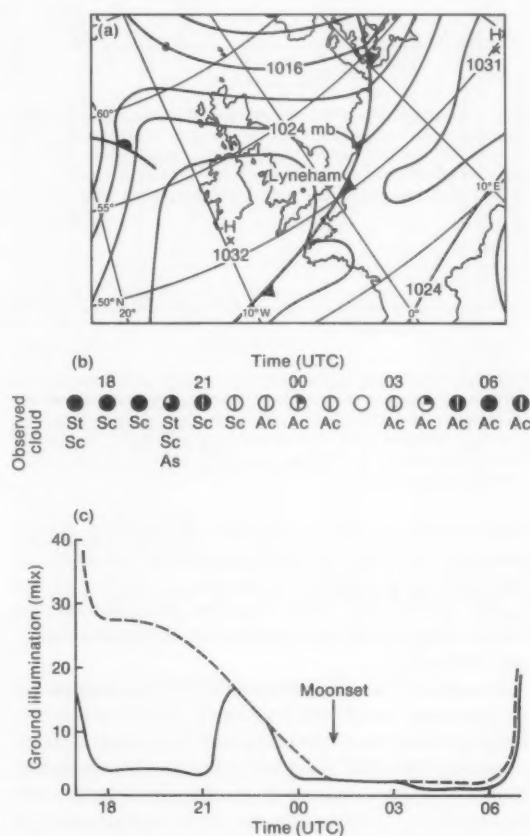 (a)
H
1031
1016
60°
1024 mb
Lyneham
55°
10°E
H
1032
50°N
20°
10°W
0°
1024
(b)
Time (UTC)
18 21 00 03 06
Observed cloud
St Sc Sc St Sc Sc Ac Ac Ac Ac Ac Ac Ac Ac
Sc Sc
As
(c)
40
30
20
10
0
Ground illumination (mlx)
Moonset
18 21 00 03 06
Time (UTC)